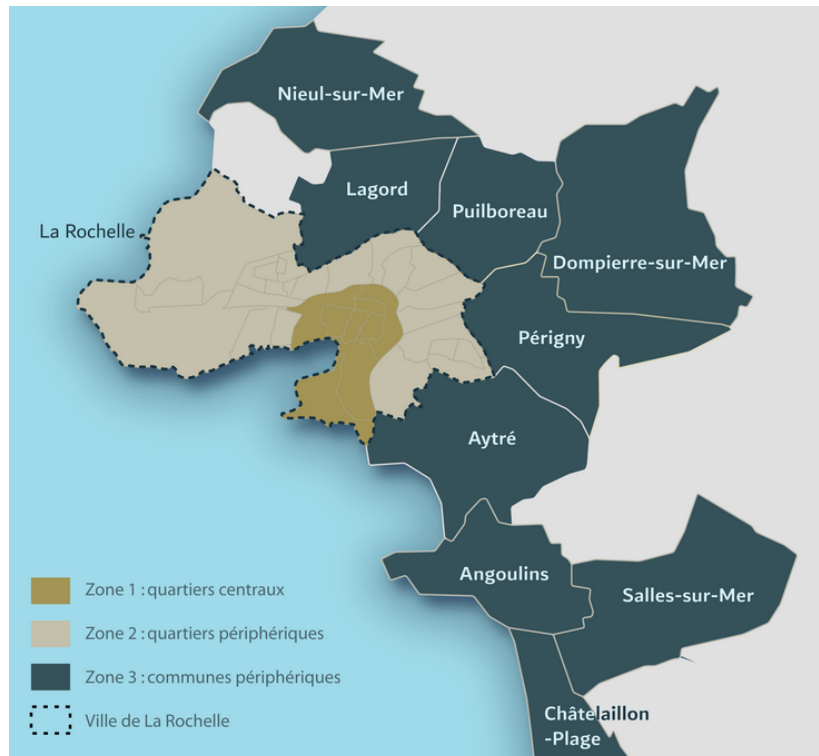 Nieul-sur-Mer
Lagord
Puilboreau
La Rochelle
Dompierre-sur-Mer
Périgny
Aytré
Angoulins
Salles-sur-Mer
Châtelaillon
-Plage
Zone 1 : quartiers centraux
Zone 2 : quartiers périphériques
Zone 3 : communes périphériques
Ville de La Rochelle